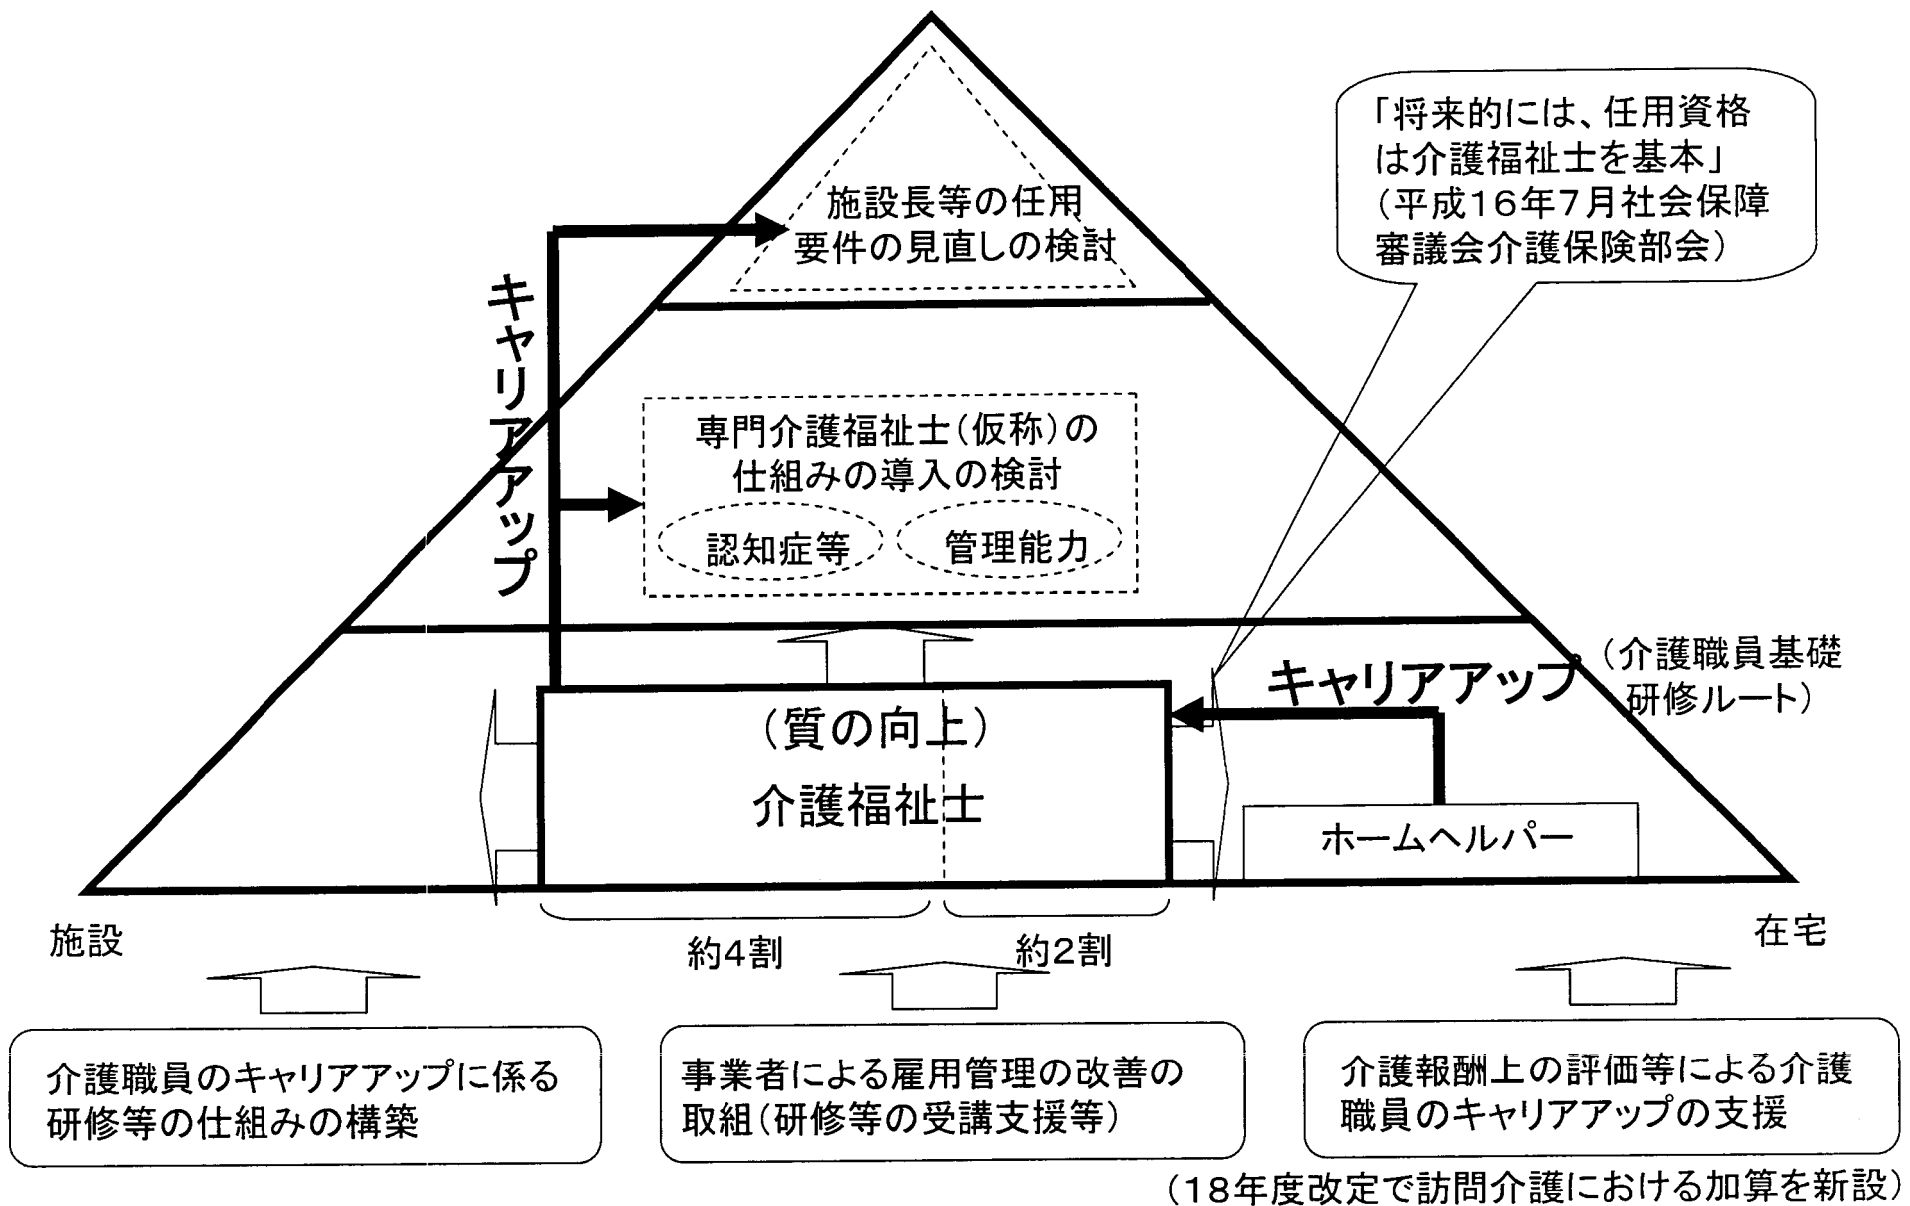 「将来的には、任用資格
は介護福祉士を基本」
（平成16年7月社会保障
審議会介護保険部会）
施設長等の任用
要件の見直しの検討
キャリアアップ
専門介護福祉士（仮称）の
仕組みの導入の検討
認知症等
管理能力
キャリアアップ
（介護職員基礎
研修ルート）
（質の向上）
介護福祉士
ホームヘルパー
施設
約4割
約2割
在宅
介護職員のキャリアアップに係る
研修等の仕組みの構築
事業者による雇用管理の改善の
取組（研修等の受講支援等）
介護報酬上の評価等による介護
職員のキャリアアップの支援
（18年度改定で訪問介護における加算を新設）